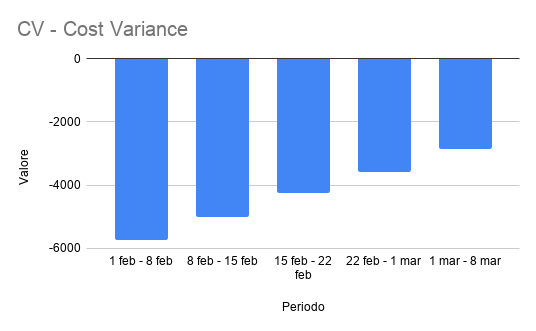 CV - Cost Variance
0
-2000
-4000
-6000
Valore
1 feb - 8 feb
8 feb - 15 feb
15 feb - 22
feb
22 feb - 1 mar
1 mar - 8 mar
Periodo